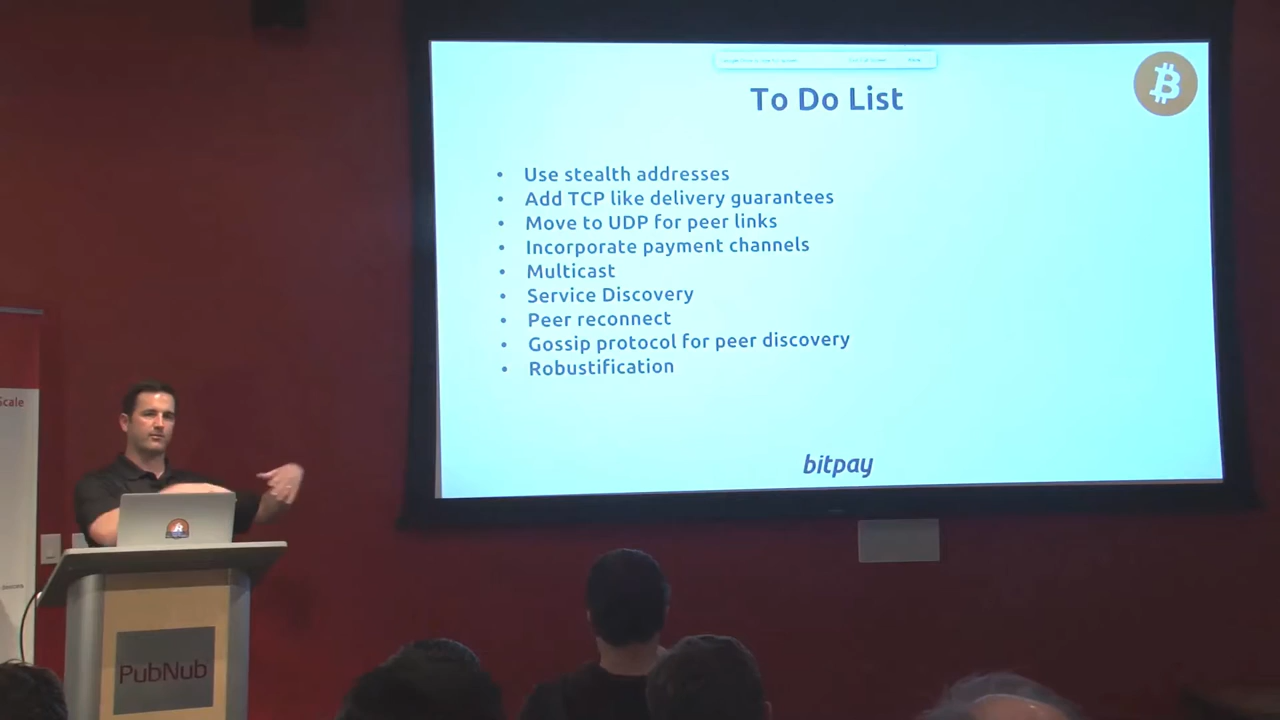 To Do List
• Use stealth addresses
• Add TCP like delivery guarantees
• Move to UDP for peer links
• Incorporate payment channels
• Multicast
• Service Discovery
• Peer reconnect
• Gossip protocol for peer discovery
• Robustification
bitpay
Scale
PubNub